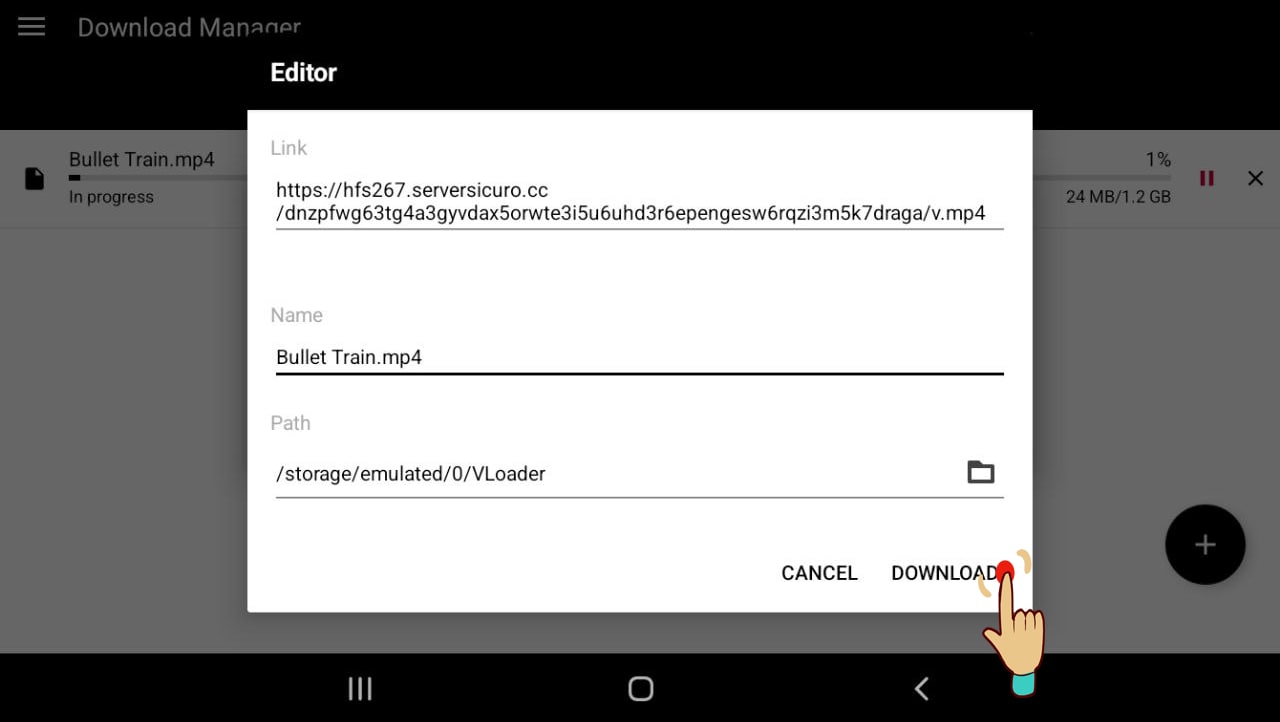 Download Manager
Editor
Link
https://hfs267.serversicuro.cc
/dnzpfwg63tg4a3gyvdax5orwte3i5u6uhd3r6epengesw6rqzi3m5k7draga/v.mp4
Bullet Train.mp4
1%
In progress
24 MB/1.2 GB
Name
Bullet Train.mp4
Path
/storage/emulated/0/VLoader
CANCEL
DOWNLOAD